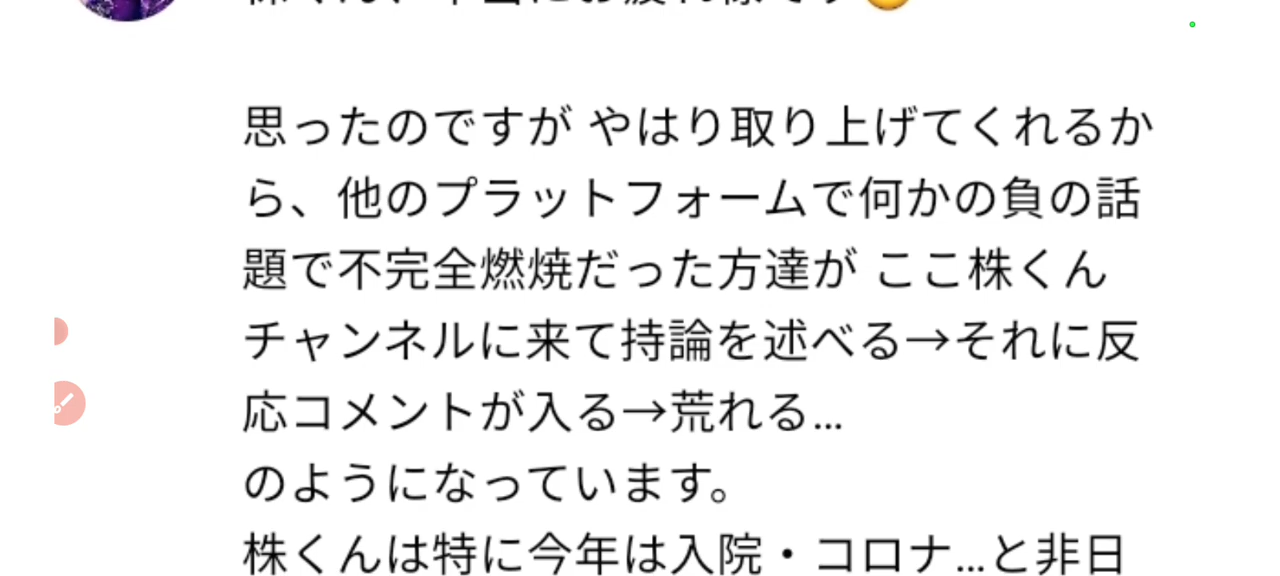 思ったのですが やはり取り上げてくれるか
ら、他のプラットフォームで何かの負の話
題で不完全燃焼だった方達が ここ株くん
チャンネルに来て持論を述べる→それに反
応コメントが入る→荒れる...
のようになっています。
株くんは特に今年は入院・コロナ...と非日